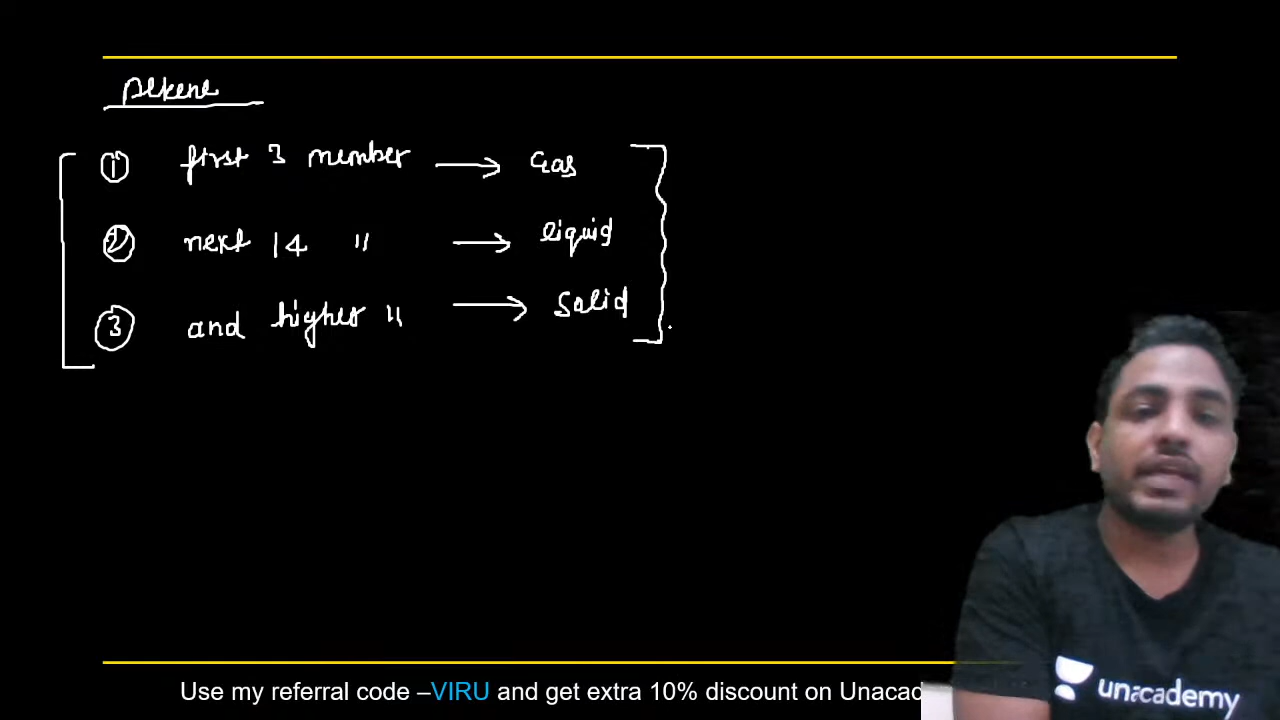 Alkene
① first 3 member → Gas
② next 14 " → liquid
③ and higher " → Solid
Use my referral code –VIRU and get extra 10% discount on Unacad
unacademy